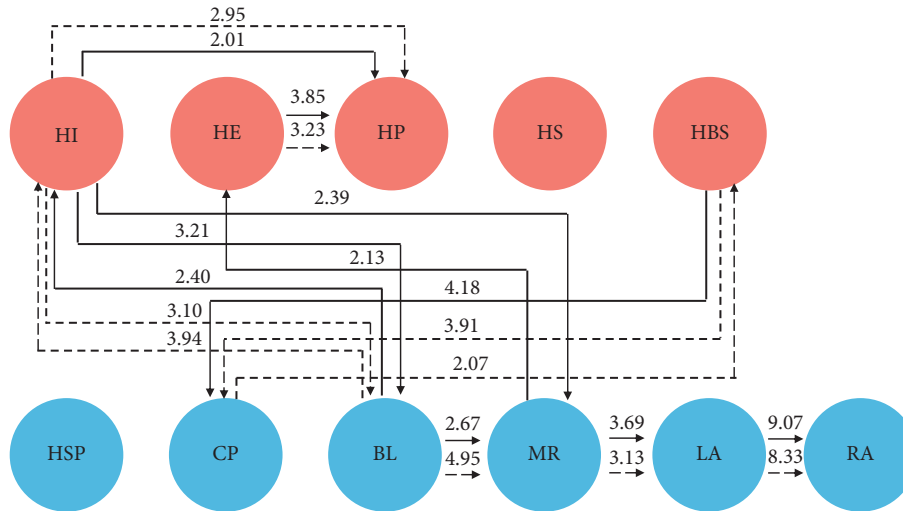 2.95
2.01
HI
HE
3.85
3.23
HP
HS
HBS
2.39
3.21
2.13
2.40
4.18
3.10
3.91
3.94
2.07
HSP
CP
BL
2.67
4.95
MR
3.69
3.13
LA
9.07
8.33
RA